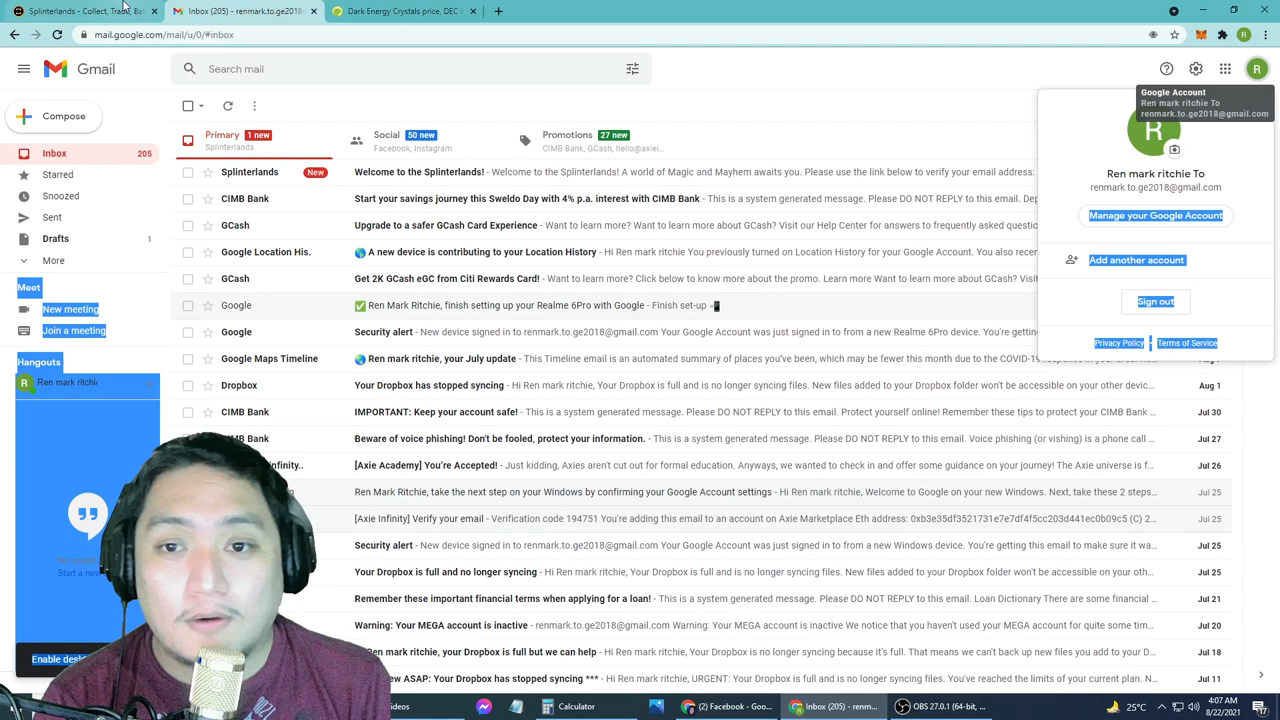 Splinterlands - Collect, Trade, Ba
Inbox (205) - renmark.to.ge2018@
Dark Energy Crystals price, DEC c
mail.google.com/mail/u/0/#inbox
R
Gmail
Search mail
R
Google Account
Ren mark ritchie To
renmark.to.ge2018@gmail.com
R
Ren mark ritchie To
renmark.to.ge2018@gmail.com
Manage your Google Account
Add another account
Sign out
Privacy Policy • Terms of Service
Compose
Inbox 205
Starred
Snoozed
Sent
Drafts 1
More
Meet
New meeting
Join a meeting
Hangouts
R
Ren mark ritchie
No recent
Start a new
Enable desk
Primary 1 new
Splinterlands
Social 50 new
Facebook, Instagram
Promotions 27 new
CIMB Bank, GCash, hello@axiei...
Splinterlands New Welcome to the Splinterlands! - Welcome to the Splinterlands! A world of Magic and Mayhem awaits you. Please use the link below to verify your email address:
CIMB Bank Start your savings journey this Sweldo Day with 4% p.a. interest with CIMB Bank - This is a system generated message. Please DO NOT REPLY to this email. De
GCash Upgrade to a safer GCash Card Experience - Want to learn more? Want to learn more about GCash? Visit our Help Center for answers to frequently asked quest
Google Location His. 🌎 A new device is contributing to your Location History - Hi Ren mark ritchie You previously turned on Location History for your Google Account. You also recen
GCash Get 2K GCash eGC from Citi Rewards Card! - Want to learn more? Click below to know more about the promo. Learn more Want to learn more about GCash? Visit
Google ✅ Ren Mark Ritchie, finish setting up your Realme 6Pro with Google - Finish set-up 📲
Google Security alert - New device signed in to renmark.to.ge2018@gmail.com Your Google Account was just signed in to from a new Realme 6Pro device. You're getting
Google Maps Timeline 🌎 Ren mark ritchie, your July update - This Timeline email is an automated summary of places you've been, which may be fewer this month due to the COVID-19
Dropbox Your Dropbox has stopped syncing - Hi Ren mark ritchie, Your Dropbox is full and is no longer syncing files. New files added to your Dropbox folder won't be accessible on your other devic... Aug 1
CIMB Bank IMPORTANT: Keep your account safe! - This is a system generated message. Please DO NOT REPLY to this email. Protect yourself online! Remember these tips to protect your CIMB Bank ... Jul 30
CIMB Bank Beware of voice phishing! Don't be fooled, protect your information. - This is a system generated message. Please DO NOT REPLY to this email. Voice phishing (or vishing) is a phone call ... Jul 27
Infinity.. [Axie Academy] You're Accepted! - Just kidding, Axies aren't cut out for formal education. Anyways, we wanted to check in and offer some guidance on your journey! The Axie universe is f... Jul 26
Ren Mark Ritchie, take the next step on your Windows by confirming your Google Account settings - Hi Ren mark ritchie, Welcome to Google on your new Windows. Next, take these 2 steps... Jul 25
[Axie Infinity] Verify your email - Verification code 194751 You're adding this email to an account on Axie Marketplace Eth address: 0xb3e35df3521731e7e7df4f5cc203d441ec0b09c5 (C) 2... Jul 25
Security alert - New device signed in to renmark.to.ge2018@gmail.com Your Google Account was just signed in to from a new Windows device. You're getting this email to make sure it wa... Jul 25
Your Dropbox is full and no longer syncing - Hi Ren mark ritchie, Your Dropbox is full and is no longer syncing files. New files added to your Dropbox folder won't be accessible on your oth... Jul 25
Remember these important financial terms when applying for a loan! - This is a system generated message. Please DO NOT REPLY to this email. Loan Dictionary There are some financial ... Jul 21
Warning: Your MEGA account is inactive - renmark.to.ge2018@gmail.com Warning: Your MEGA account is inactive We notice that you haven't used your MEGA account for quite some tim... Jul 20
Ren mark ritchie, your Dropbox is full but we can help - Hi Ren mark ritchie, Your Dropbox is no longer syncing because it's full. That means we can't back up new files you add to your D... Jul 18
ASAP: Your Dropbox has stopped syncing *** - Hi Ren mark ritchie, URGENT: You've reached the limits of your current plan. N... Jul 11
Calculator
(2) Facebook - Goo...
Inbox (205) - renm...
OBS 27.0.1 (64-bit, ...
25°C
4:07 AM
8/22/2021
17